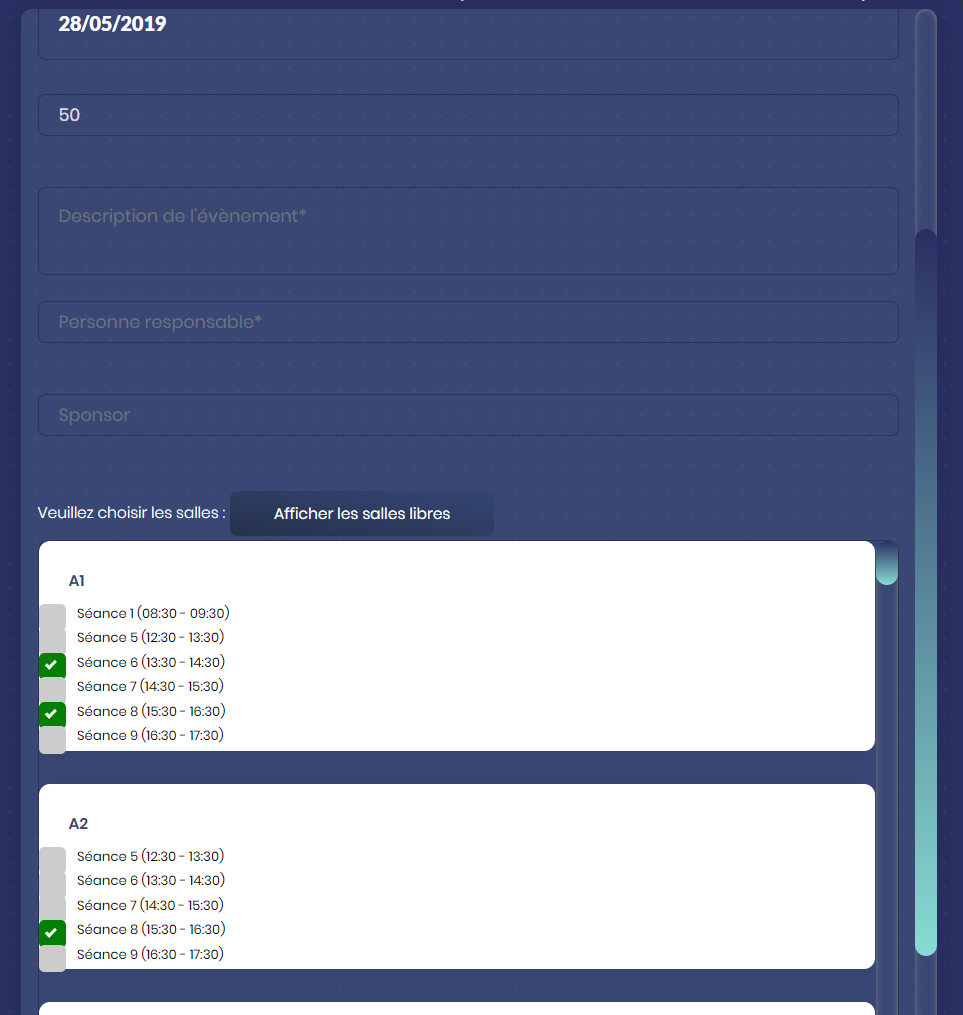 28/05/2019
50
Description de l'évènement*
Personne responsable*
Sponsor
Veuillez choisir les salles : Afficher les salles libres
A1
Séance 1 (08:30 - 09:30)
Séance 5 (12:30 - 13:30)
Séance 6 (13:30 - 14:30)
Séance 7 (14:30 - 15:30)
Séance 8 (15:30 - 16:30)
Séance 9 (16:30 - 17:30)
A2
Séance 5 (12:30 - 13:30)
Séance 6 (13:30 - 14:30)
Séance 7 (14:30 - 15:30)
Séance 8 (15:30 - 16:30)
Séance 9 (16:30 - 17:30)